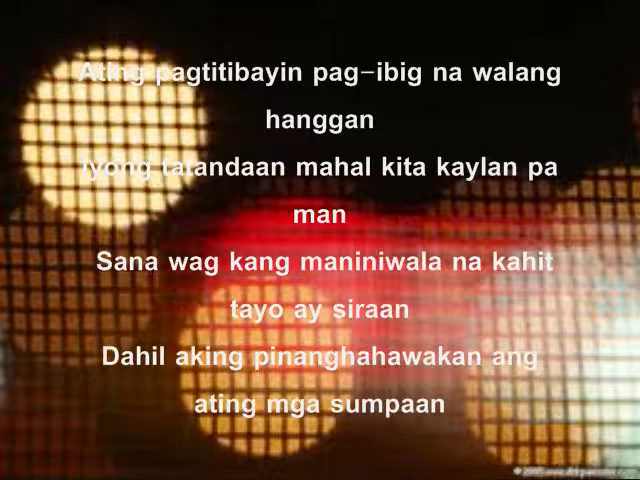 Ating pagtitibayin pag-ibig na walang
hanggan
iyong tatandaan mahal kita kaylan pa
man
Sana wag kang maniniwala na kahit
tayo ay siraan
Dahil aking pinanghahawakan ang
ating mga sumpaan